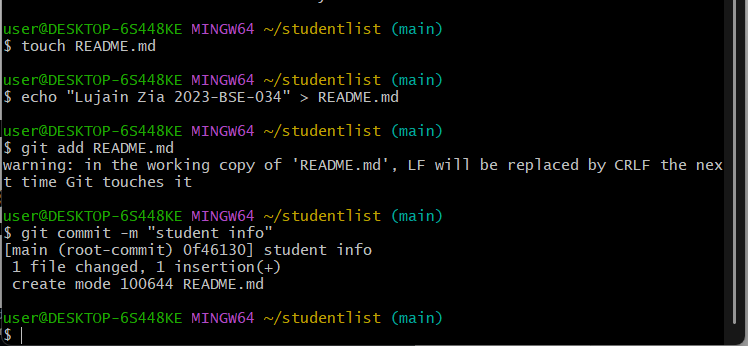 user@DESKTOP-6S448KE MINGW64 ~/studentlist (main)
$ touch README.md
user@DESKTOP-6S448KE MINGW64 ~/studentlist (main)
$ echo "Lujain Zia 2023-BSE-034" > README.md
user@DESKTOP-6S448KE MINGW64 ~/studentlist (main)
$ git add README.md
warning: in the working copy of 'README.md', LF will be replaced by CRLF the nex
t time Git touches it
user@DESKTOP-6S448KE MINGW64 ~/studentlist (main)
$ git commit -m "student info"
[main (root-commit) 0f46130] student info
 1 file changed, 1 insertion(+)
 create mode 100644 README.md
user@DESKTOP-6S448KE MINGW64 ~/studentlist (main)
$